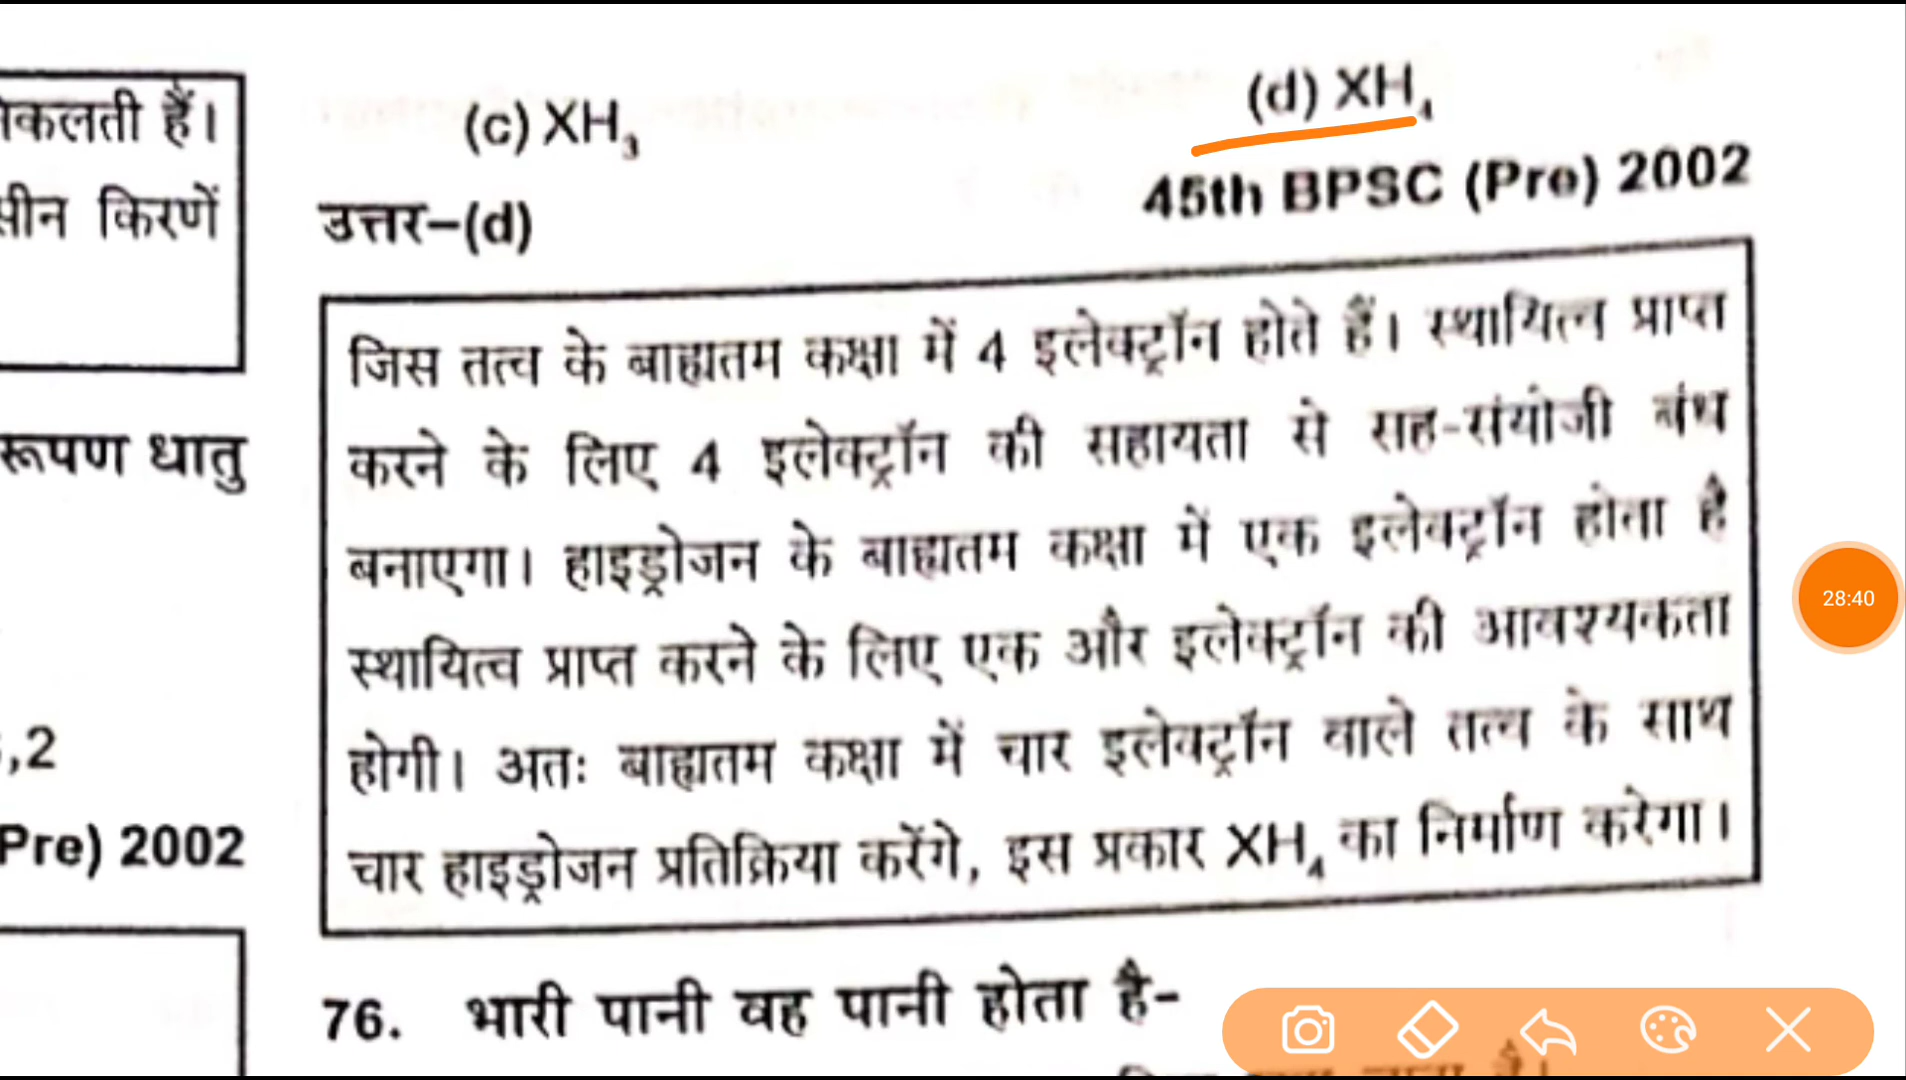 निकलती हैं।
किरणें
रूपण धातु
,2
Pre) 2002
(c) XH₃
(d) XH₄
उत्तर–(d)
45th BPSC (Pre) 2002
जिस तत्व के बाह्यतम कक्षा में 4 इलेक्ट्रॉन होते हैं। स्थायित्व प्राप्त
करने के लिए 4 इलेक्ट्रॉन की सहायता से सह-संयोजी बंध
बनाएगा। हाइड्रोजन के बाह्यतम कक्षा में एक इलेक्ट्रॉन होता है
स्थायित्व प्राप्त करने के लिए एक और इलेक्ट्रॉन की आवश्यकता
होगी। अतः बाह्यतम कक्षा में चार इलेक्ट्रॉन वाले तत्व के साथ
चार हाइड्रोजन प्रतिक्रिया करेंगे, इस प्रकार XH₄ का निर्माण करेगा।
76. भारी पानी वह पानी होता है-
28:40